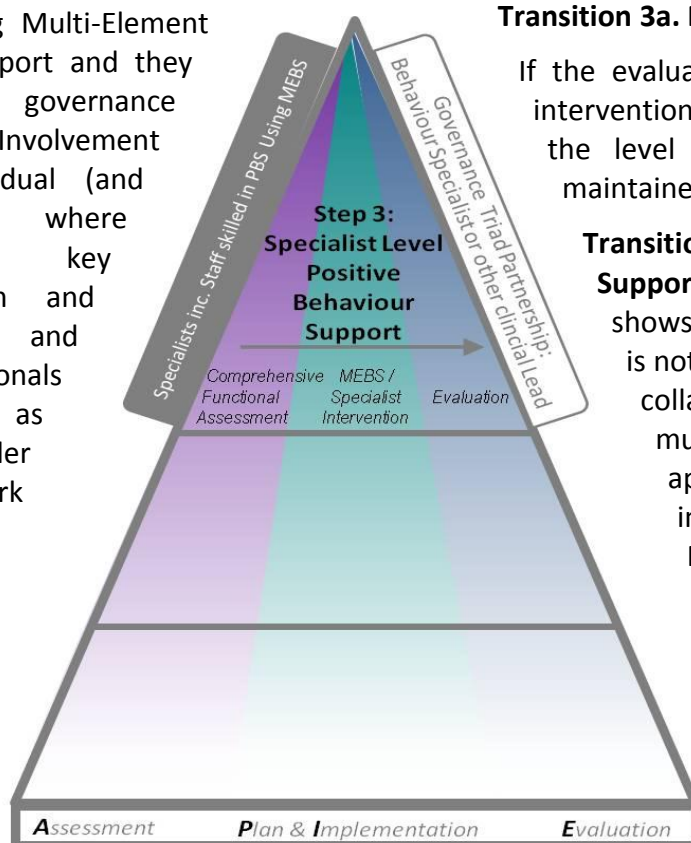 g Multi-Element
port and they
governance
Involvement
dual (and
where
key
n and
and
onals
as
der
rk
Specialists inc. Staff skilled in PBS Using MEBS
Step 3:
Specialist Level
Positive
Behaviour
Support
Comprehensive
Functional
Assessment
MEBS /
Specialist
Intervention
Evaluation
Governance Triad Partnership:
Behaviour Specialist or other clincial Lead
Transition 3a.
If the evalua
intervention
the level
maintaine
Transitio
Suppor
shows
is not
colla
mu
ap
in
Assessment
Plan & Implementation
Evaluation